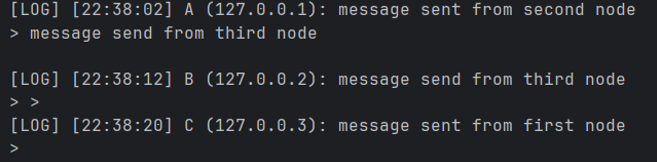 [LOG] [22:38:02] A (127.0.0.1): message sent from second node
> message send from third node
[LOG] [22:38:12] B (127.0.0.2): message send from third node
> >
[LOG] [22:38:20] C (127.0.0.3): message sent from first node
>